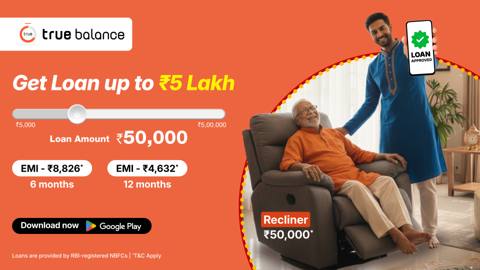 true
true balance
Get Loan up to ₹5 Lakh
₹5,000
₹5,00,000
Loan Amount ₹50,000
EMI - ₹8,826*
EMI - ₹4,632*
6 months
12 months
Download now
Google Play
Loans are provided by RBI-registered NBFCs | *T&C Apply
LOAN
APPROVED
Recliner
₹50,000*